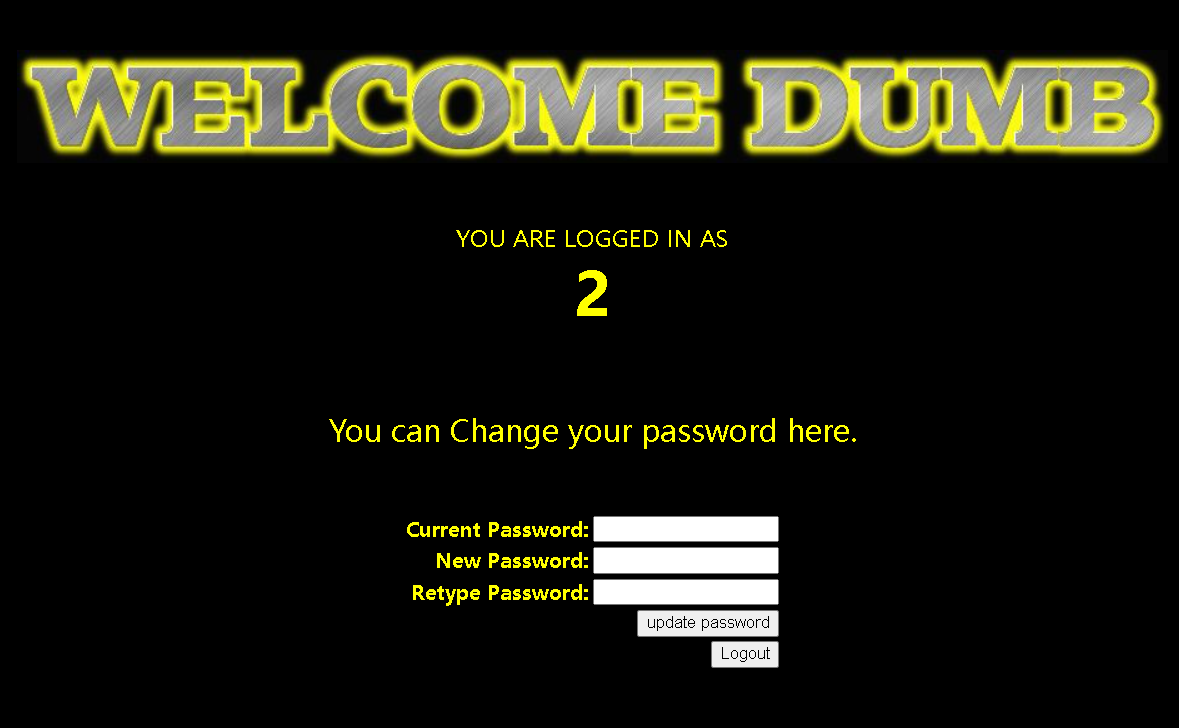 WELCOME DUMB
YOU ARE LOGGED IN AS
2
You can Change your password here.
Current Password:
New Password:
Retype Password:
update password
Logout